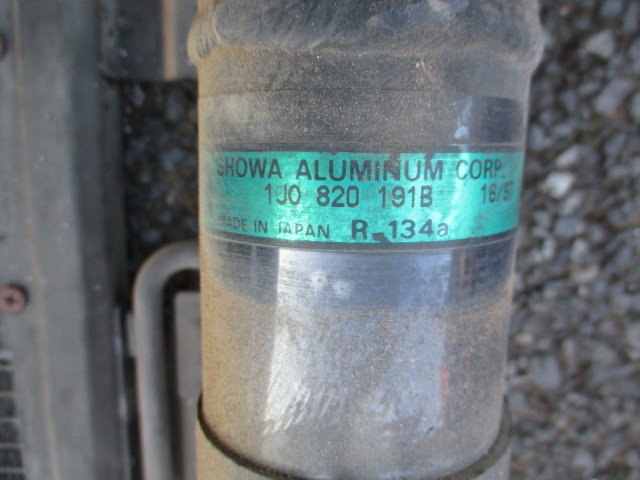 SHOWA ALUMINUM CORP.
1J0 820 191B 16/97
MADE IN JAPAN R-134a